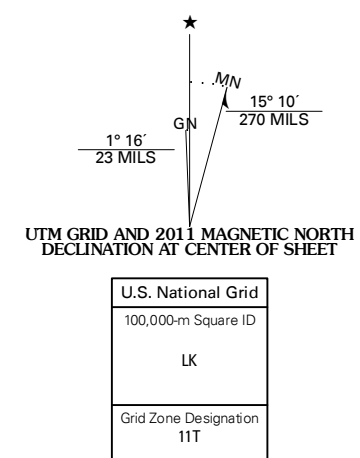 MN
GN
15° 10´
270 MILS
1° 16´
23 MILS
UTM GRID AND 2011 MAGNETIC NORTH
DECLINATION AT CENTER OF SHEET
U.S. National Grid
100,000-m Square ID
LK
Grid Zone Designation
11T